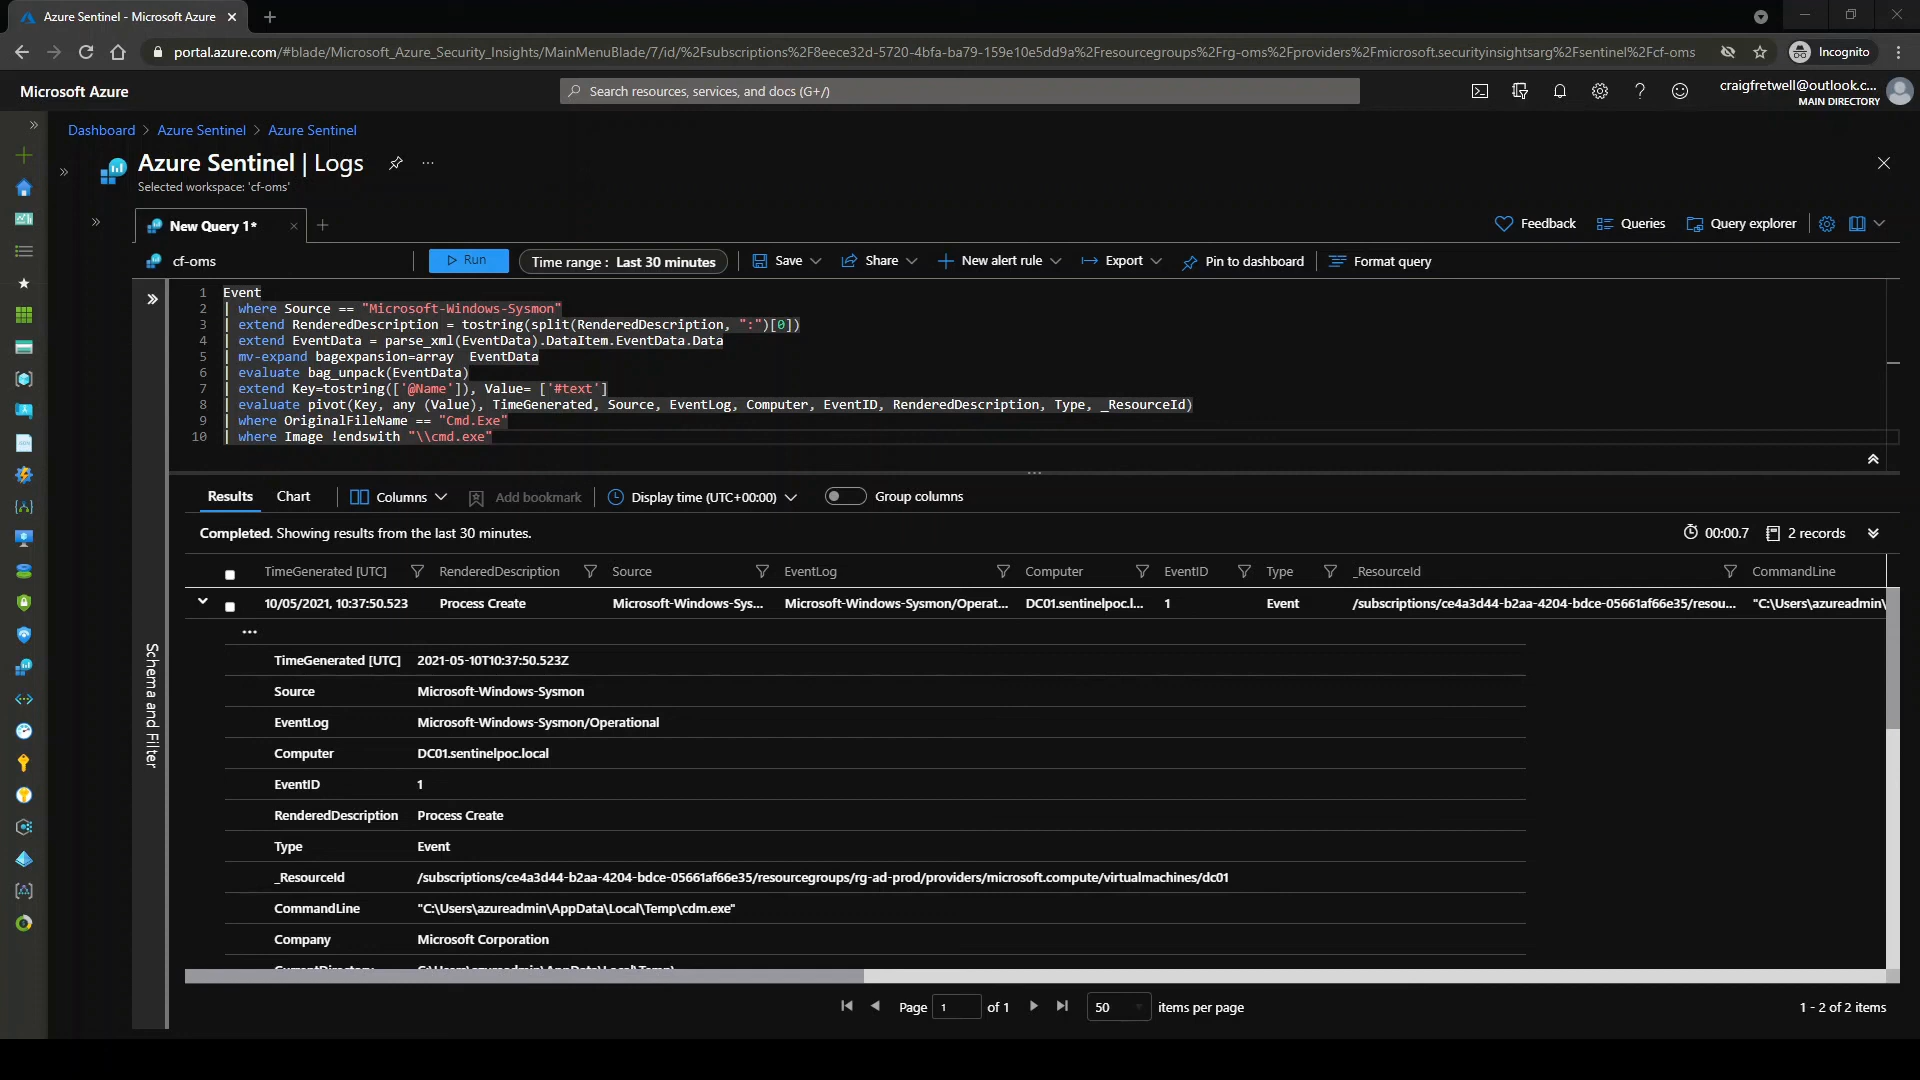 Azure Sentinel - Microsoft Azure
portal.azure.com/#blade/Microsoft_Azure_Security_Insights/MainMenuBlade/7/id/%2Fsubscriptions%2F8eece32d-5720-4bfa-ba79-159e10e5dd9a%2Fresourcegroups%2Frg-oms%2Fproviders%2Fmicrosoft.securityinsightsarg%2Fsentinel%2Fcf-oms
Incognito
Microsoft Azure
Search resources, services, and docs (G+/)
craigfretwell@outlook.c...
MAIN DIRECTORY
Dashboard > Azure Sentinel > Azure Sentinel
Azure Sentinel | Logs
Selected workspace: 'cf-oms'
New Query 1*
Feedback Queries Query explorer
cf-oms
Run
Time range : Last 30 minutes
Save Share New alert rule Export Pin to dashboard Format query
1 Event
2 | where Source == "Microsoft-Windows-Sysmon"
3 | extend RenderedDescription = tostring(split(RenderedDescription, ":")[0])
4 | extend EventData = parse_xml(EventData).DataItem.EventData.Data
5 | mv-expand bagexpansion=array  EventData
6 | evaluate bag_unpack(EventData)
7 | extend Key=tostring(['@Name']), Value= ['#text']
8 | evaluate pivot(Key, any (Value), TimeGenerated, Source, EventLog, Computer, EventID, RenderedDescription, Type, _ResourceId)
9 | where OriginalFileName == "Cmd.Exe"
10 | where Image !endswith "\\cmd.exe"
Schema and Filter
Results Chart Columns Add bookmark Display time (UTC+00:00) Group columns
Completed. Showing results from the last 30 minutes.
00:00.7 2 records
TimeGenerated [UTC] RenderedDescription Source EventLog Computer EventID Type _ResourceId CommandLine
10/05/2021, 10:37:50.523 Process Create Microsoft-Windows-Sys... Microsoft-Windows-Sysmon/Operat... DC01.sentinelpoc.l... 1 Event /subscriptions/ce4a3d44-b2aa-4204-bdce-05661af66e35/resou... "C:\Users\azureadmin\
...
TimeGenerated [UTC] 2021-05-10T10:37:50.523Z
Source Microsoft-Windows-Sysmon
EventLog Microsoft-Windows-Sysmon/Operational
Computer DC01.sentinelpoc.local
EventID 1
RenderedDescription Process Create
Type Event
_ResourceId /subscriptions/ce4a3d44-b2aa-4204-bdce-05661af66e35/resourcegroups/rg-ad-prod/providers/microsoft.compute/virtualmachines/dc01
CommandLine "C:\Users\azureadmin\AppData\Local\Temp\cdm.exe"
Company Microsoft Corporation
CurrentDirectory C:\Users\azureadmin\AppData\Local\Temp\
Page 1 of 1 50 items per page
1 - 2 of 2 items